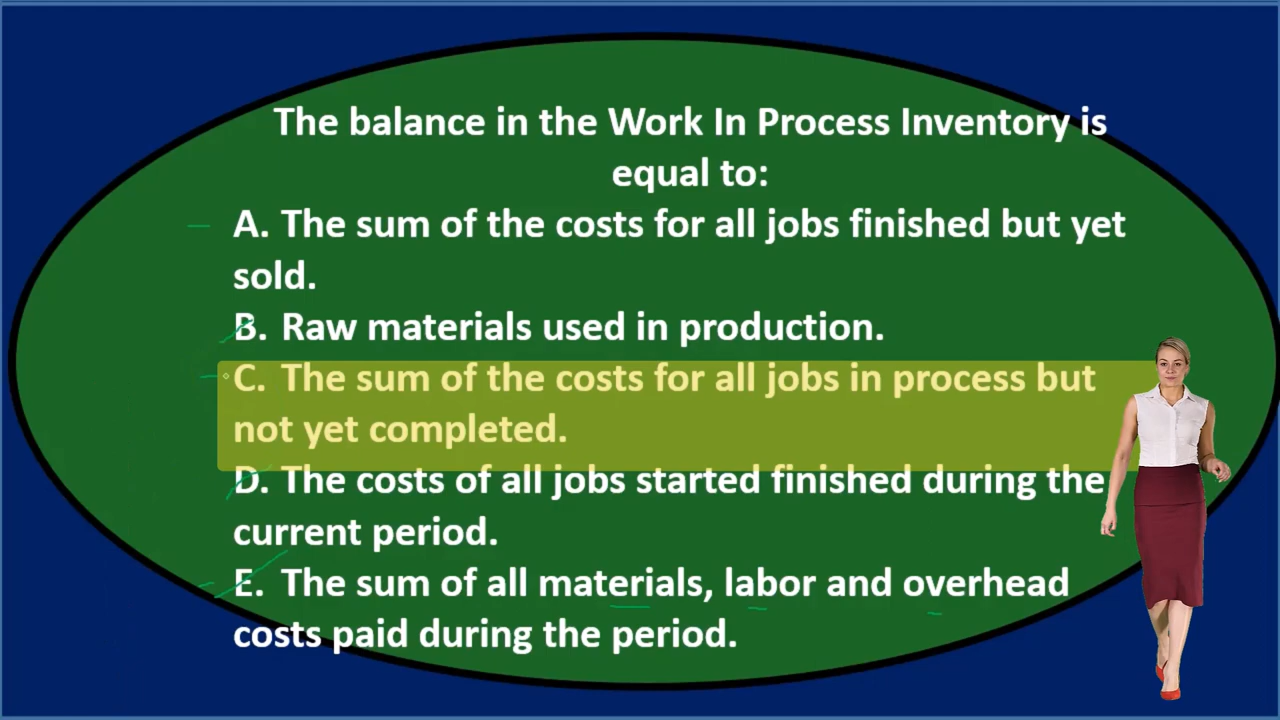 The balance in the Work In Process Inventory is
equal to:
A. The sum of the costs for all jobs finished but yet
sold.
B. Raw materials used in production.
C. The sum of the costs for all jobs in process but
not yet completed.
D. The costs of all jobs started finished during the
current period.
E. The sum of all materials, labor and overhead
costs paid during the period.